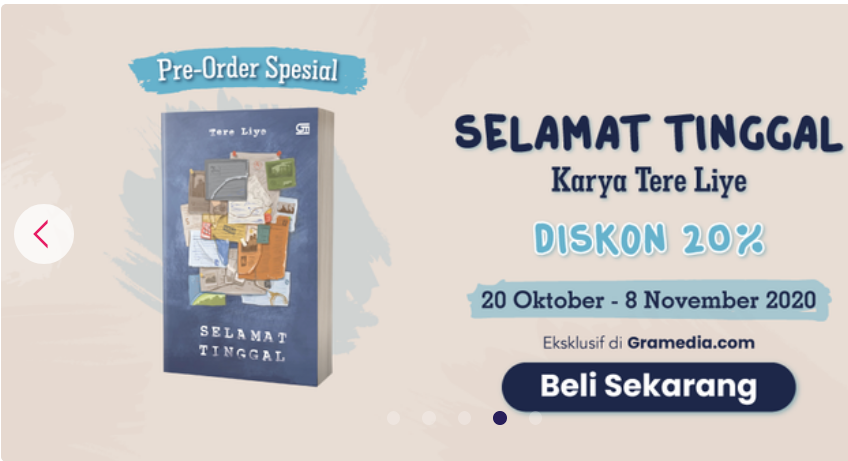 Pre-Order Spesial
Tere Liye
SELAMAT
TINGGAL
SELAMAT TINGGAL
Karya Tere Liye
DISKON 20%
20 Oktober - 8 November 2020
Eksklusif di Gramedia.com
Beli Sekarang